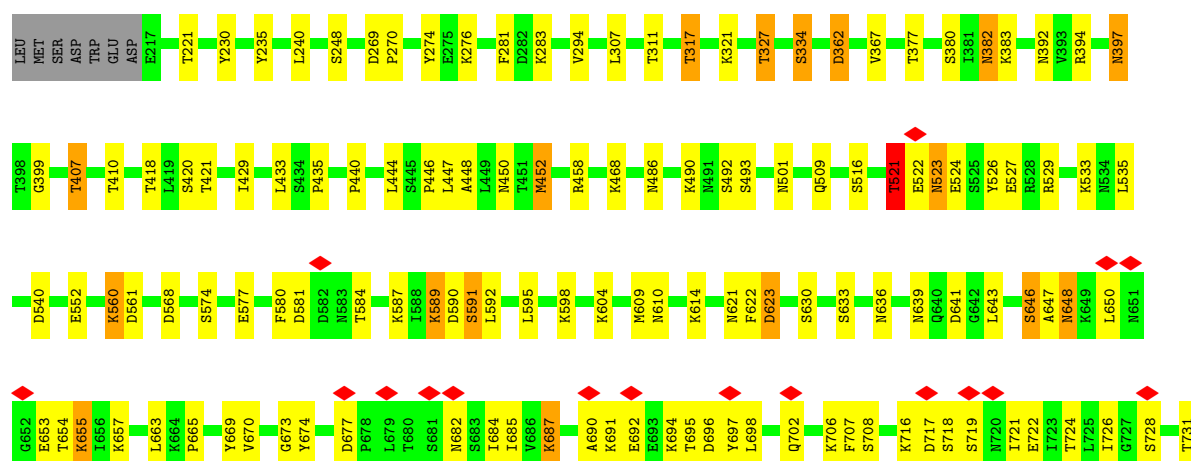 LEU MET SER ASP TRP GLU ASP E217 T221 Y230 Y235 L240 S248 D269 P270 Y274 E275 K276 F281 D282 K283 V294 L307 T311 T317 K321 T327 S334 D362 V367 T377 S380 I381 N382 K383 N392 V393 R394 N397
T398 G399 T407 T410 T418 L419 S420 T421 I429 L433 S434 P435 P440 L444 S445 P446 L447 A448 L449 N450 T451 M452 R458 K468 N486 K490 N491 S492 S493 N501 Q509 S516 T521 E522 N523 E524 S525 Y526 E527 R528 R529 K533 N534 L535
D540 E552 K560 D561 D568 S574 E577 F580 D581 D582 N583 T584 K587 I588 K589 D590 S591 L592 L595 K598 K604 M609 N610 K614 N621 F622 D623 S630 S633 N636 N639 Q640 D641 G642 L643 S646 A647 N648 K649 L650 N651
G652 E653 T654 K655 I656 K657 L663 K664 P665 Y669 V670 G673 Y674 D677 P678 L679 T680 S681 N682 S683 I684 I685 V686 K687 A690 K691 E692 E693 K694 T695 D696 Y697 L698 Q702 K706 F707 S708 K716 D717 S718 S719 N720 I721 E722 I723 T724 L725 I726 G727 S728 T731